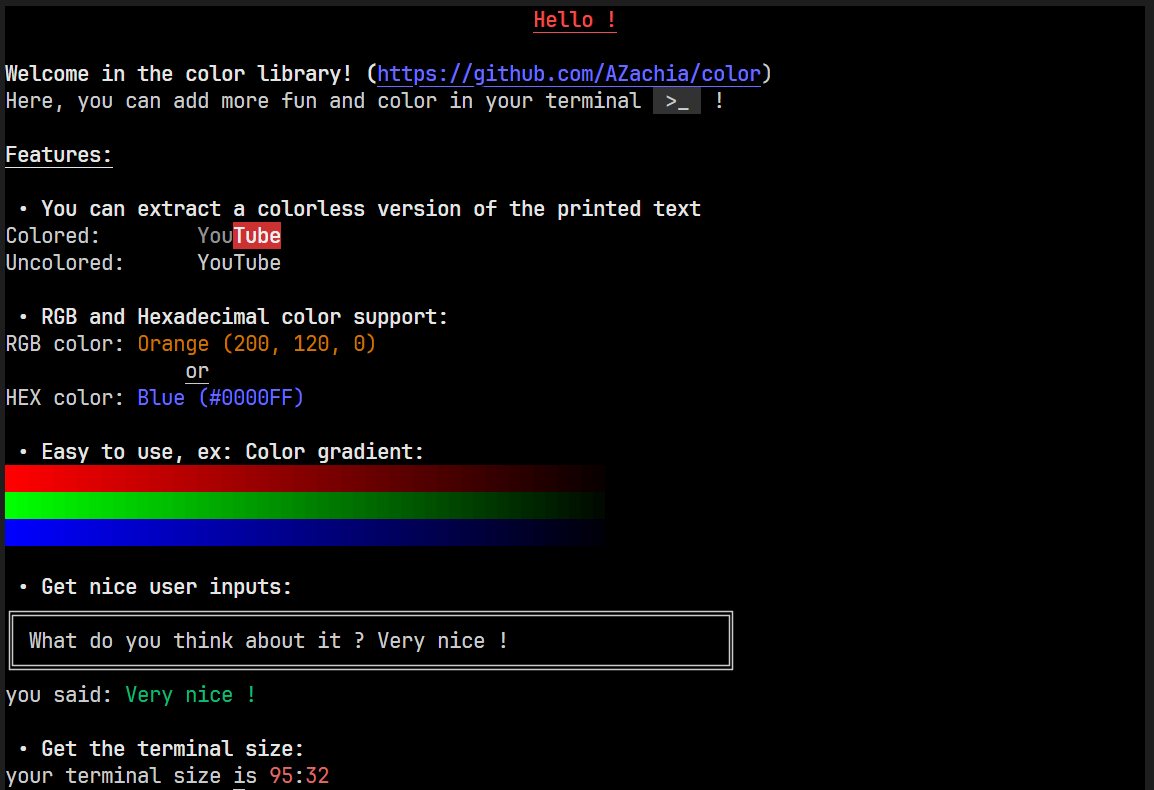 Hello !
Welcome in the color library! (https://github.com/AZachia/color)
Here, you can add more fun and color in your terminal >_ !
Features:
• You can extract a colorless version of the printed text
Colored: YouTube
Uncolored: YouTube
• RGB and Hexadecimal color support:
RGB color: Orange (200, 120, 0)
or
HEX color: Blue (#0000FF)
• Easy to use, ex: Color gradient:
• Get nice user inputs:
What do you think about it ? Very nice !
you said: Very nice !
• Get the terminal size:
your terminal size is 95:32